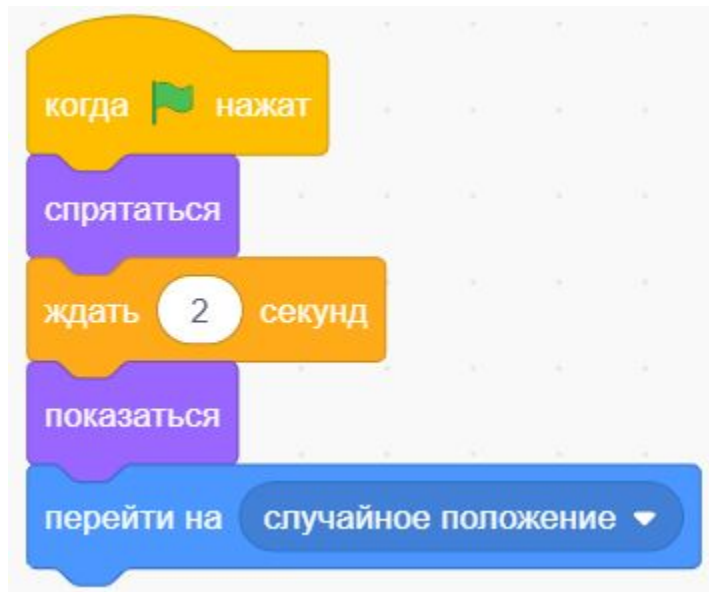 когда нажат
спрятаться
ждать 2 секунд
показаться
перейти на случайное положение